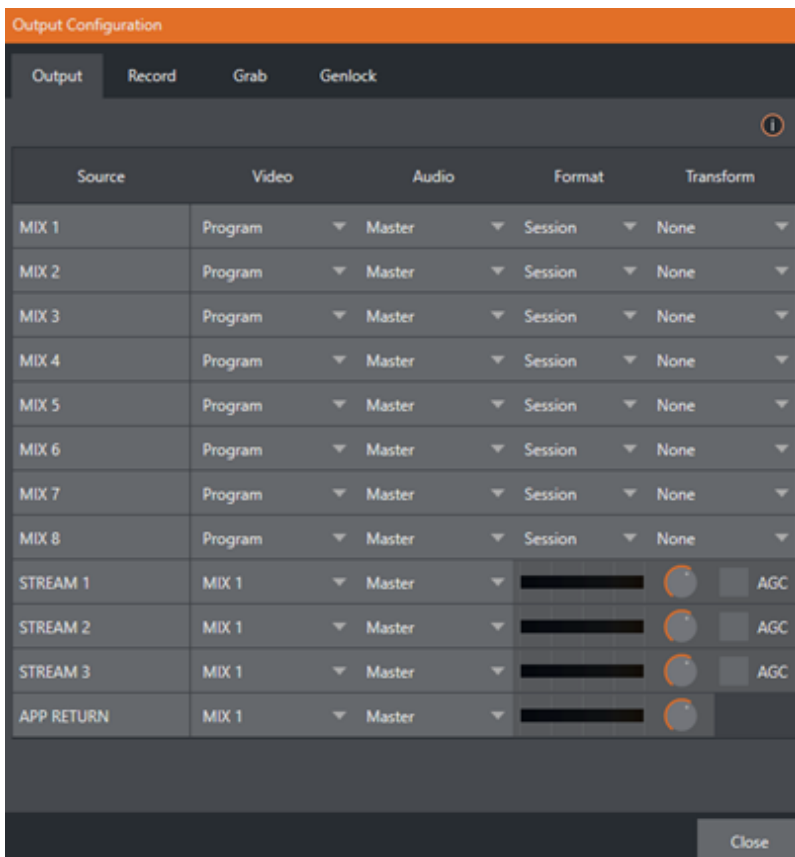 Output Configuration
Output Record Grab Genlock
i
Source Video Audio Format Transform
MIX 1 Program Master Session None
MIX 2 Program Master Session None
MIX 3 Program Master Session None
MIX 4 Program Master Session None
MIX 5 Program Master Session None
MIX 6 Program Master Session None
MIX 7 Program Master Session None
MIX 8 Program Master Session None
STREAM 1 MIX 1 Master AGC
STREAM 2 MIX 1 Master AGC
STREAM 3 MIX 1 Master AGC
APP RETURN MIX 1 Master
Close